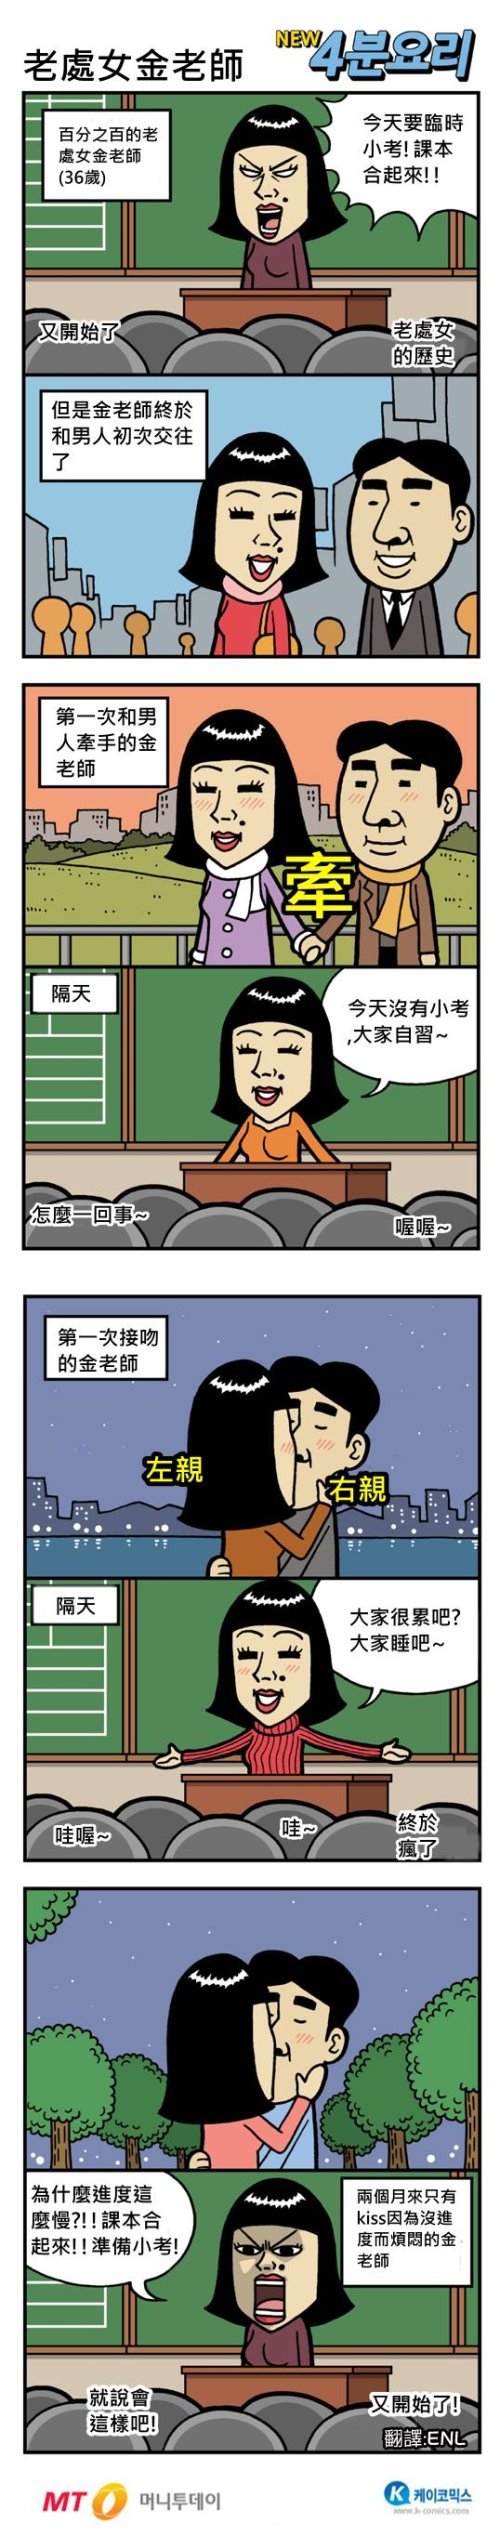 老處女金老師
NEW 4분요리
百分之百的老
處女金老師
(36歲)
今天要臨時
小考!課本
合起來!!
又開始了
老處女
的歷史
但是金老師終於
和男人初次交往
了
第一次和男
人牽手的金
老師
牽
隔天
今天沒有小考
,大家自習~
怎麼一回事~
喔喔~
第一次接吻
的金老師
左親
右親
隔天
大家很累吧?
大家睡吧~
哇喔~
哇~
終於
瘋了
為什麼進度這
麼慢?!!課本合
起來!!準備小考!
兩個月來只有
kiss因為沒進
度而煩悶的金
老師
就說會
這樣吧!
又開始了!
翻譯:ENL
MT 머니투데이
K 케이코믹스
www.k-comics.com